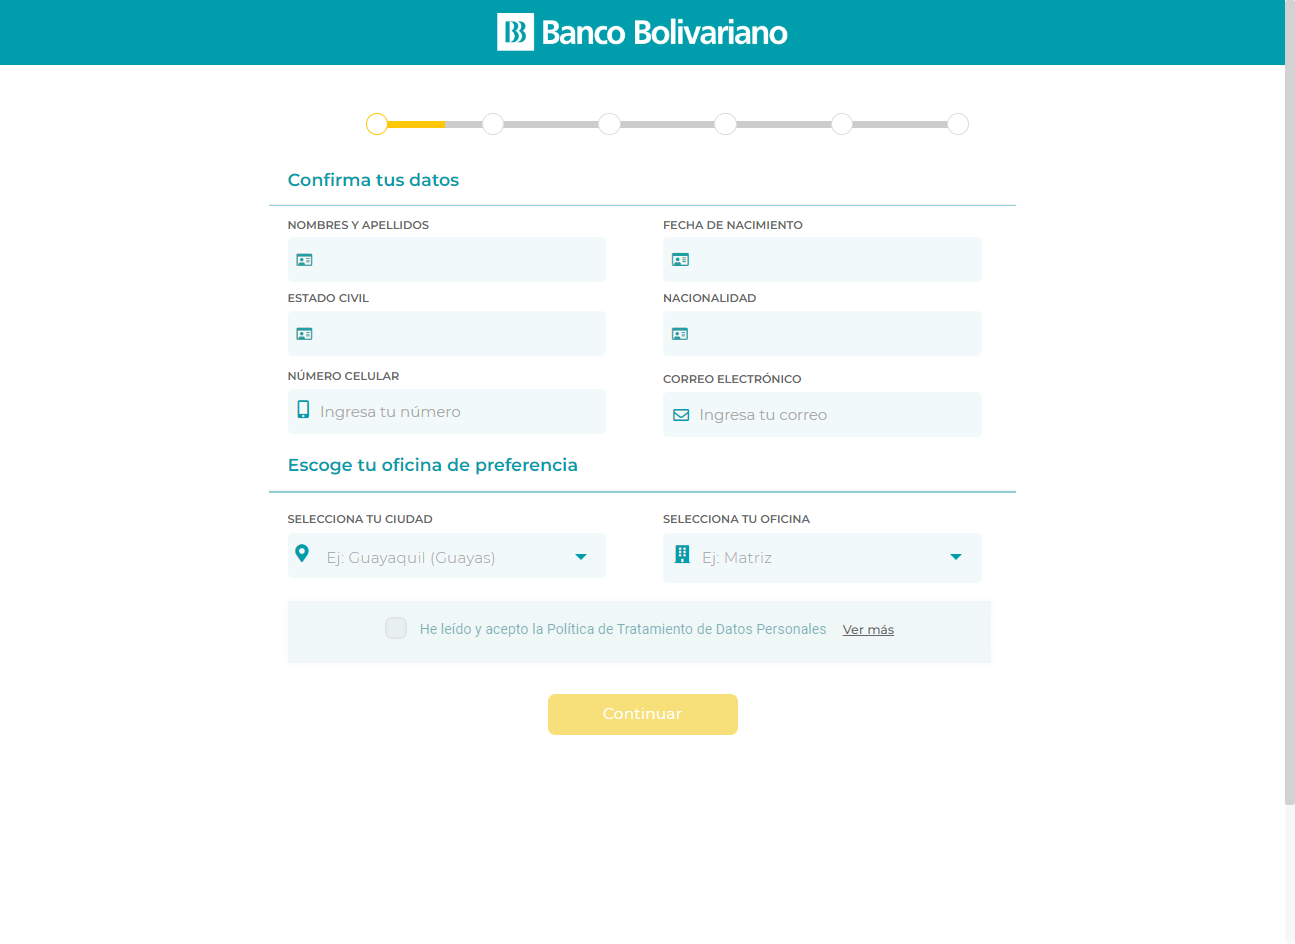 Banco Bolivariano
Confirma tus datos
NOMBRES Y APELLIDOS
FECHA DE NACIMIENTO
ESTADO CIVIL
NACIONALIDAD
NÚMERO CELULAR
Ingresa tu número
CORREO ELECTRÓNICO
Ingresa tu correo
Escoge tu oficina de preferencia
SELECCIONA TU CIUDAD
Ej: Guayaquil (Guayas)
SELECCIONA TU OFICINA
Ej: Matriz
He leído y acepto la Política de Tratamiento de Datos Personales Ver más
Continuar